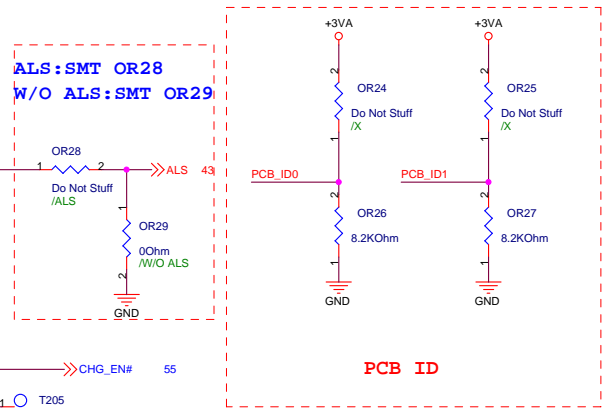 +3VA
+3VA
ALS:SMT OR28
W/O ALS:SMT OR29
2
OR24
Do Not Stuff
/X
1
2
OR25
Do Not Stuff
/X
1
OR28
1
2
ALS 43
Do Not Stuff
/ALS
PCB_ID0
PCB_ID1
1
OR29
0Ohm
/W/O ALS
2
GND
2
OR26
8.2KOhm
1
GND
2
OR27
8.2KOhm
1
GND
PCB ID
CHG_EN# 55
1
T205